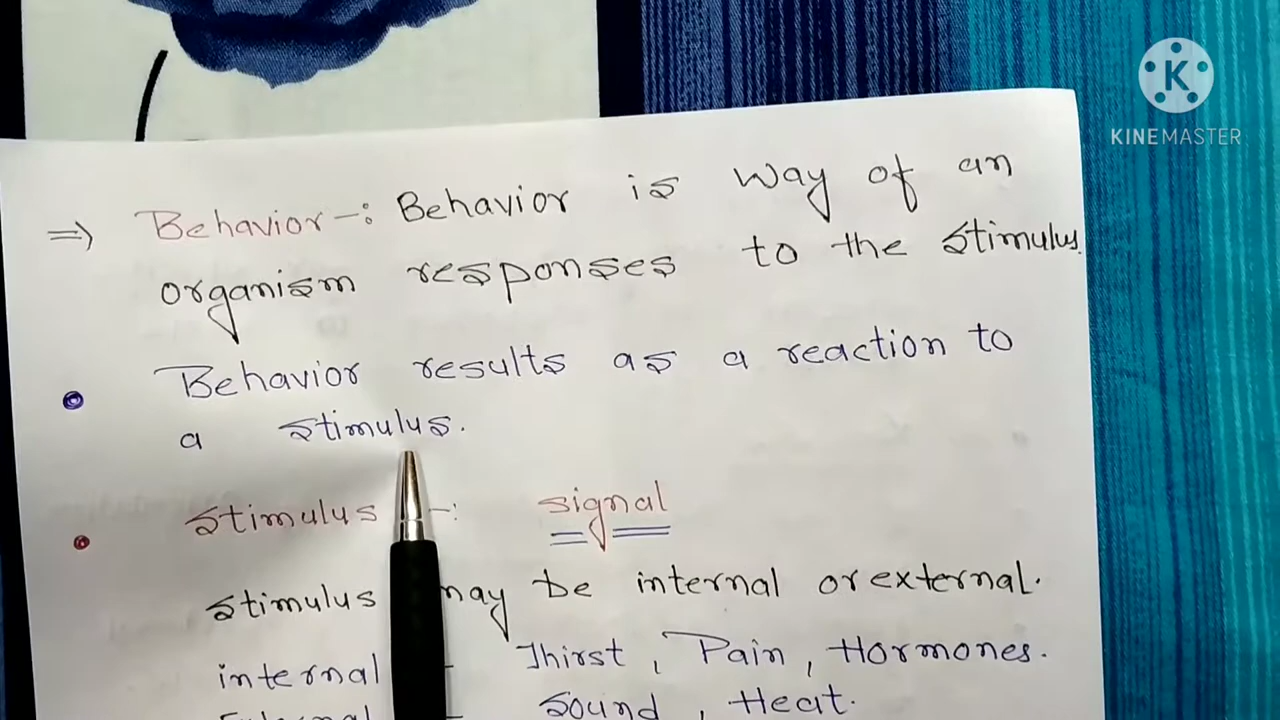 KINEMASTER
⇒ Behavior -: Behavior is way of an
organism responses to the stimulus.
• Behavior results as a reaction to
a stimulus.
• Stimulus -: signal
Stimulus may be internal or external.
internal - Thirst, Pain, Hormones.
External - Sound, Heat.